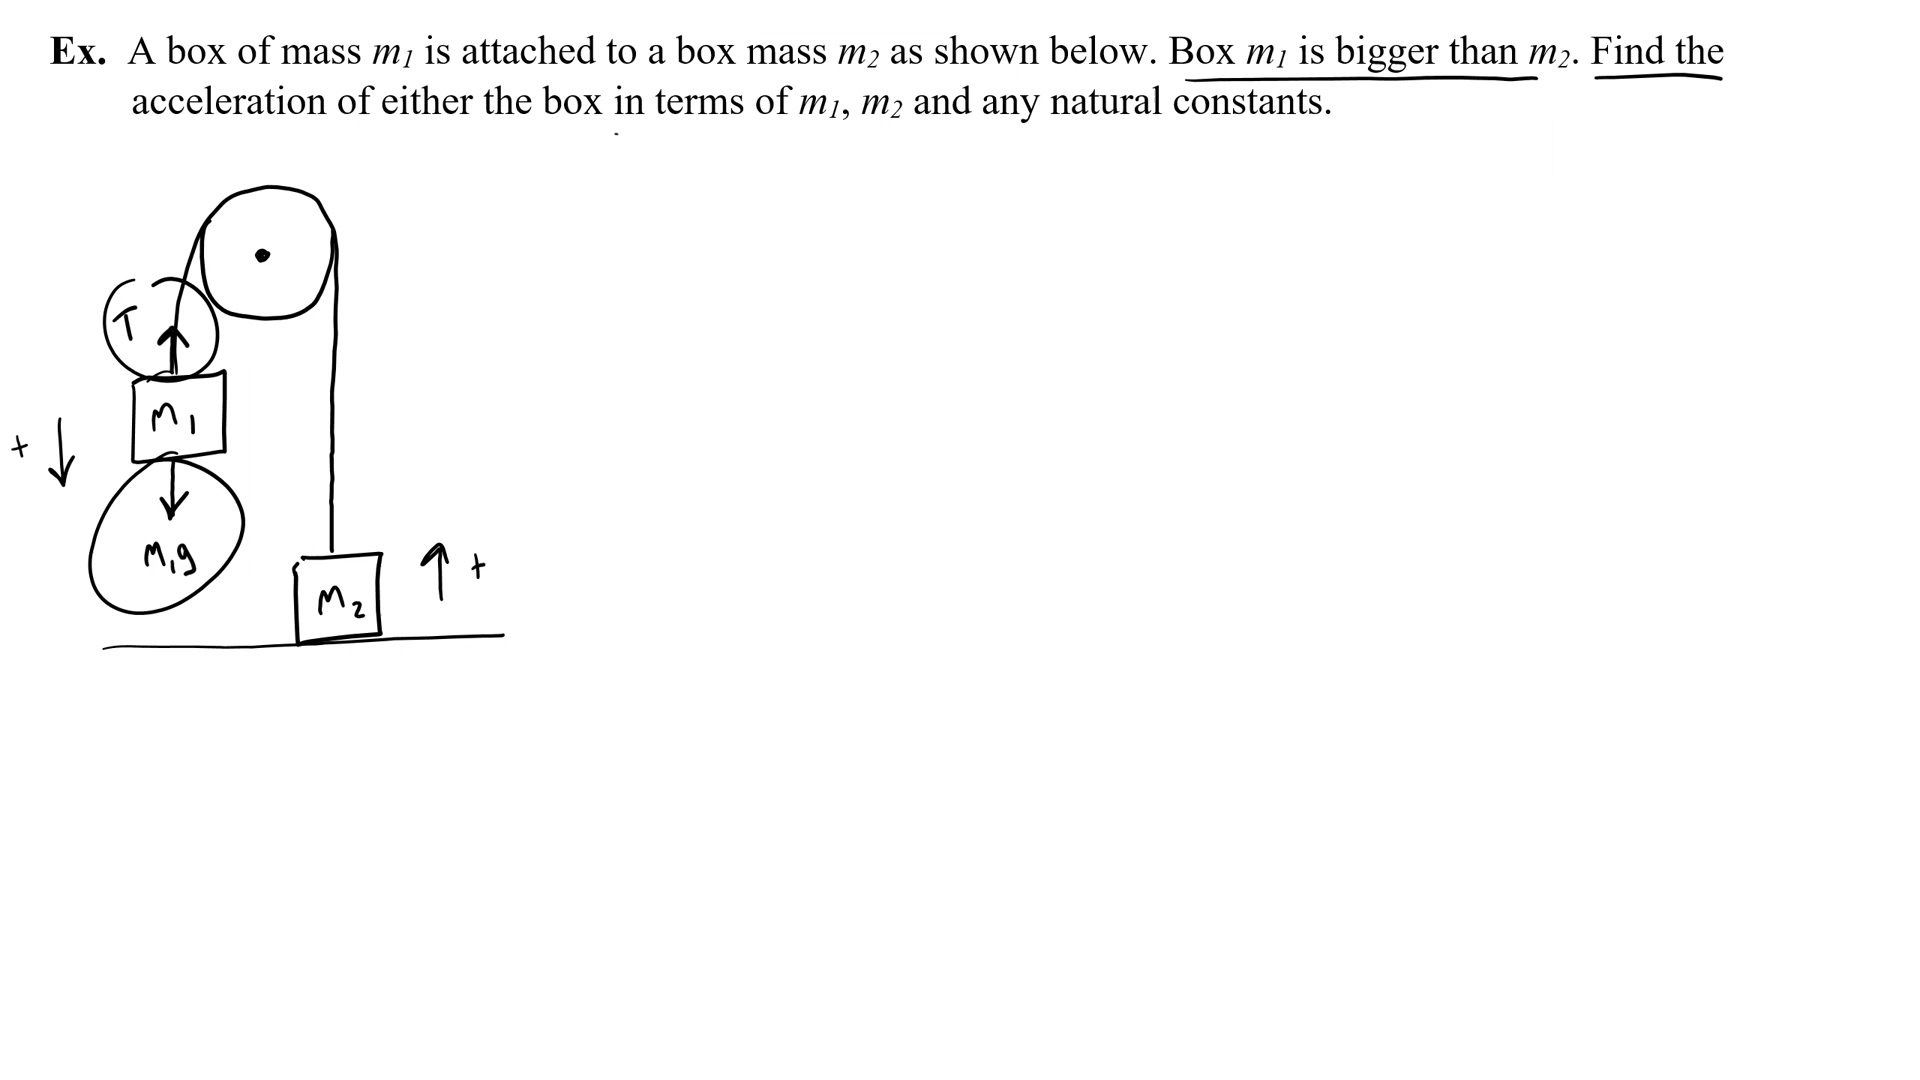 Ex. A box of mass m₁ is attached to a box mass m₂ as shown below. Box m₁ is bigger than m₂. Find the
acceleration of either the box in terms of m₁, m₂ and any natural constants.
T
m₁
+
m₁g
+
m₂